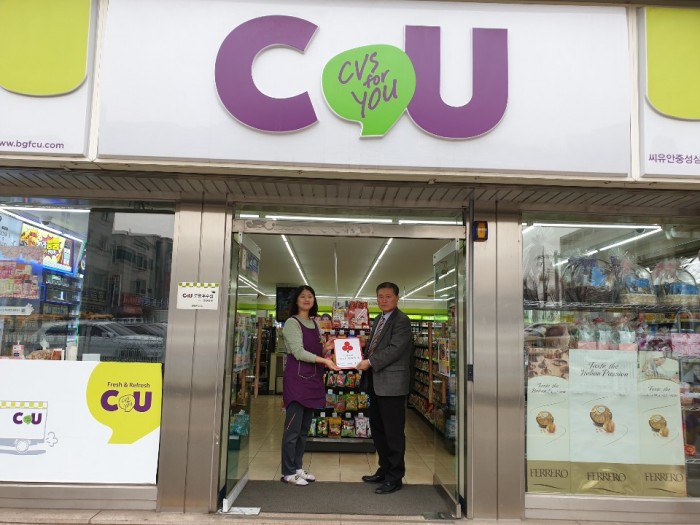 CU
CVS
for
YOU
www.bgfcu.com
씨유안중성심
CU
Fresh & Refresh
CU
CU
Taste the
Italian Passion
FERRERO
FERRERO
FERRERO